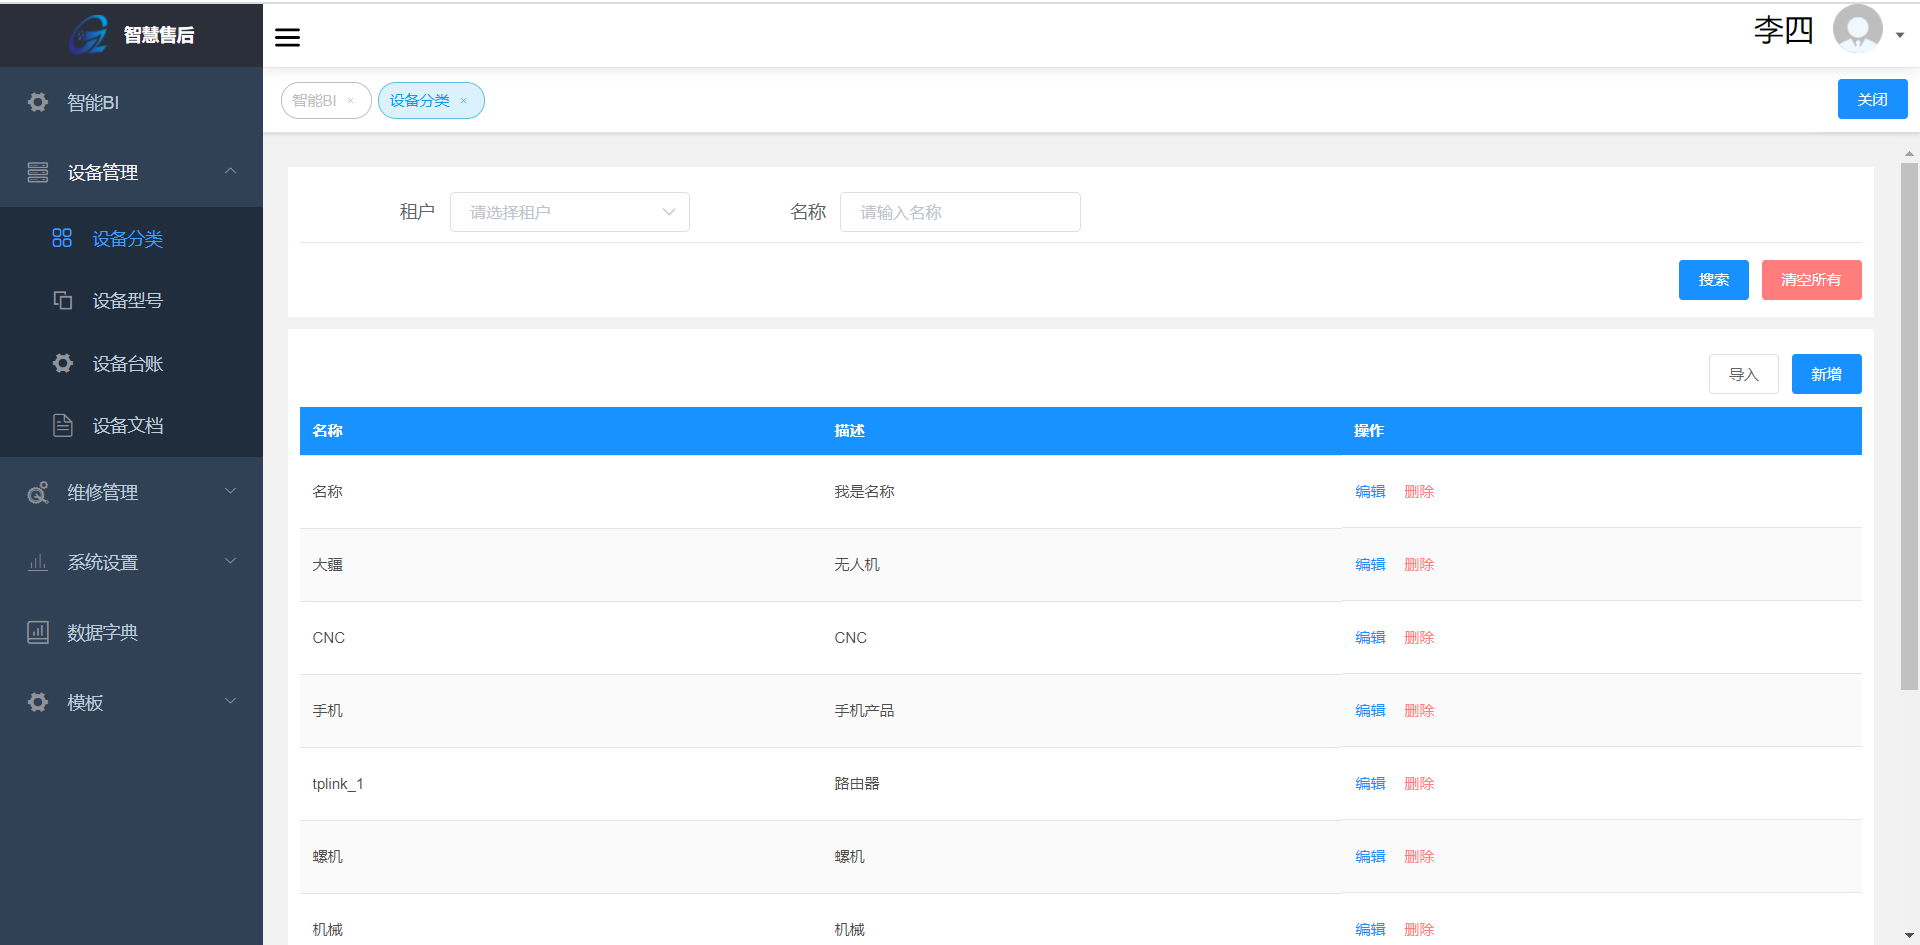 智慧售后
李四
智能BI
设备管理
设备分类
设备型号
设备台账
设备文档
维修管理
系统设置
数据字典
模板
智能BI × 设备分类 ×
关闭
租户 请选择租户 名称 请输入名称
搜索 清空所有
导入 新增
名称 描述 操作
名称 我是名称 编辑 删除
大疆 无人机 编辑 删除
CNC CNC 编辑 删除
手机 手机产品 编辑 删除
tplink_1 路由器 编辑 删除
螺机 螺机 编辑 删除
机械 机械 编辑 删除